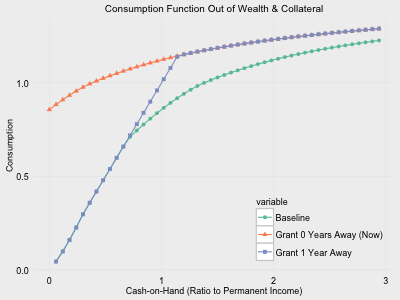 Consumption Function Out of Wealth & Collateral
Consumption
1.0
0.5
0.0
variable
Baseline
Grant 0 Years Away (Now)
Grant 1 Year Away
0 1 2 3
Cash-on-Hand (Ratio to Permanent Income)